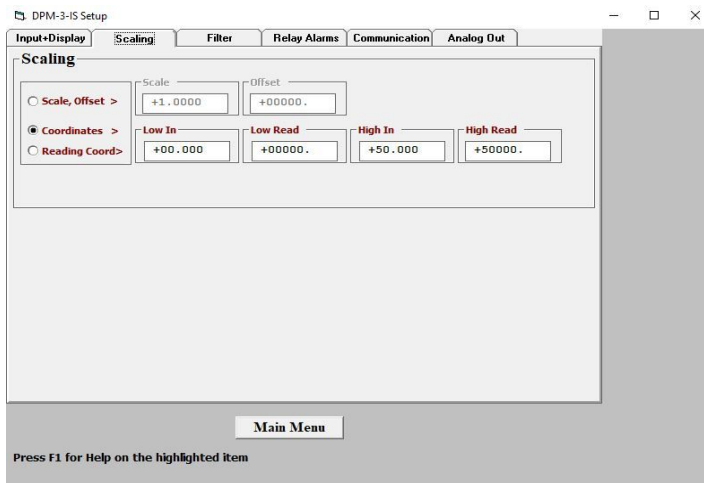 DPM-3-IS Setup
Input+Display Scaling Filter Relay Alarms Communication Analog Out
Scaling
Scale Offset
Scale, Offset > +1.0000 +00000.
Low In Low Read High In High Read
Coordinates > +00.000 +00000. +50.000 +50000.
Reading Coord>
Main Menu
Press F1 for Help on the highlighted item